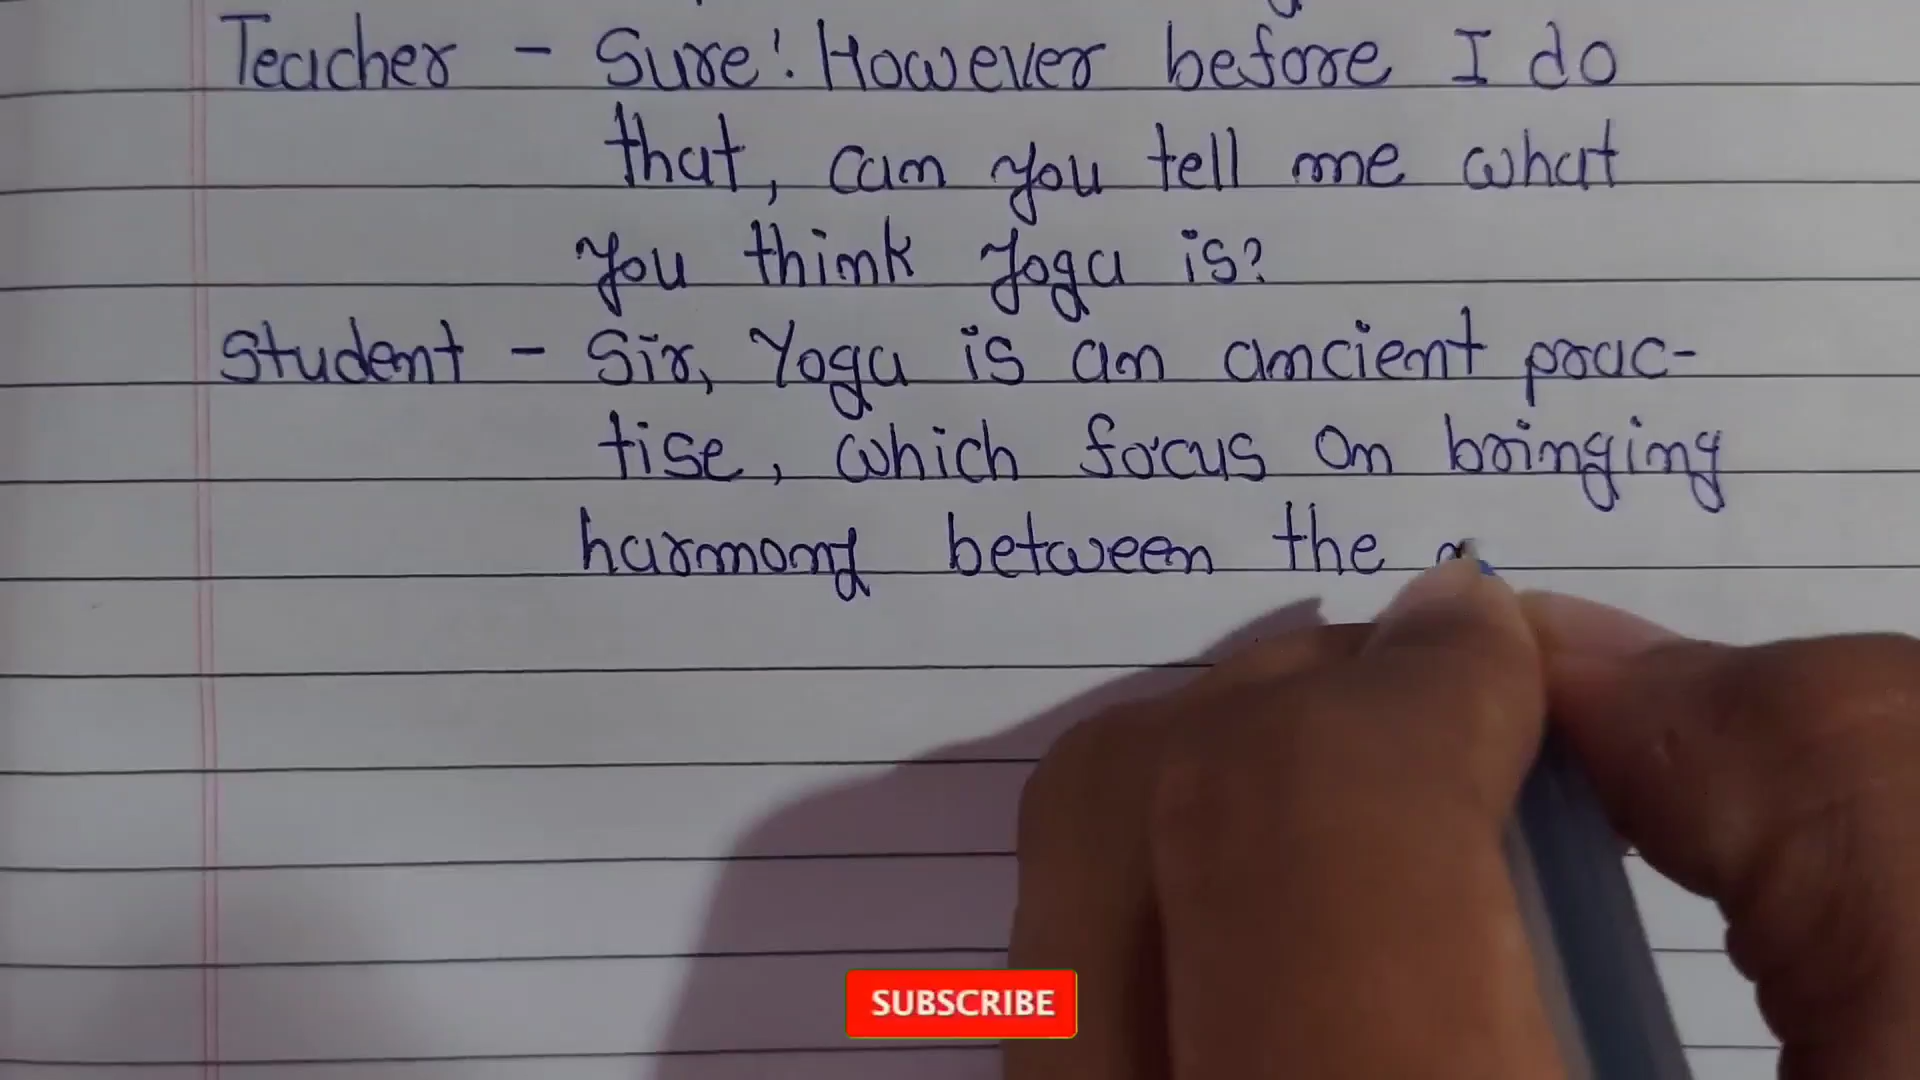 Teacher - Sure! However before I do
that, can you tell me what
you think yoga is?
Student - Sir, Yoga is an ancient prac-
tise, which focus on bringing
harmony between the
SUBSCRIBE